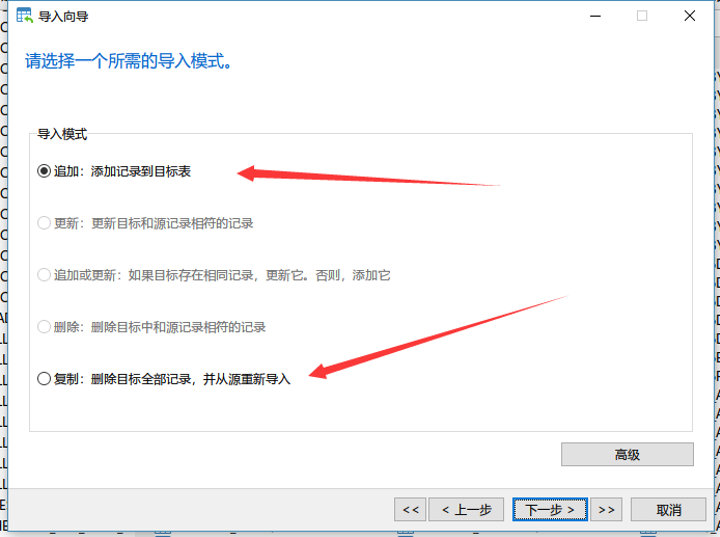 导入向导
请选择一个所需的导入模式。
导入模式
追加：添加记录到目标表
更新：更新目标和源记录相符的记录
追加或更新：如果目标存在相同记录，更新它。否则，添加它
删除：删除目标中和源记录相符的记录
复制：删除目标全部记录，并从源重新导入
高级
<<
< 上一步
下一步 >
>>
取消